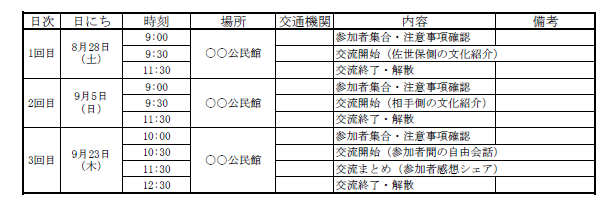 日次 日にち 時刻 場所 交通機関 内容 備考
1回目 8月28日（土） ○○公民館
9:00 参加者集合・注意事項確認
9:30 交流開始（佐世保側の文化紹介）
11:30 交流終了・解散
2回目 9月5日（日） ○○公民館
9:00 参加者集合・注意事項確認
9:30 交流開始（相手側の文化紹介）
11:30 交流終了・解散
3回目 9月23日（木） ○○公民館
10:00 参加者集合・注意事項確認
10:30 交流開始（参加者間の自由会話）
11:30 交流まとめ（参加者感想シェア）
12:30 交流終了・解散